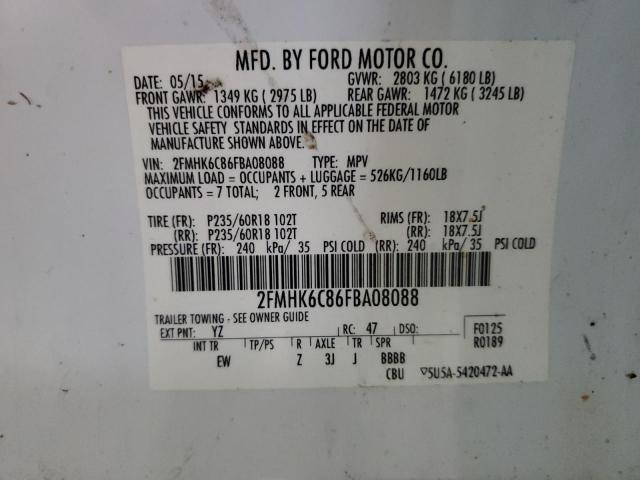 MFD. BY FORD MOTOR CO.
DATE: 05/15 GVWR: 2803 KG ( 6180 LB)
FRONT GAWR: 1349 KG ( 2975 LB) REAR GAWR: 1472 KG ( 3245 LB)
THIS VEHICLE CONFORMS TO ALL APPLICABLE FEDERAL MOTOR
VEHICLE SAFETY STANDARDS IN EFFECT ON THE DATE OF
MANUFACTURE SHOWN ABOVE.
VIN: 2FMHK6C86FBA08088 TYPE: MPV
MAXIMUM LOAD = OCCUPANTS + LUGGAGE = 526KG/1160LB
OCCUPANTS = 7 TOTAL; 2 FRONT, 5 REAR
TIRE (FR): P235/60R18 102T RIMS (FR): 18X7.5J
(RR): P235/60R18 102T (RR): 18X7.5J
PRESSURE (FR): 240 kPa/ 35 PSI COLD (RR): 240 kPa/ 35 PSI COLD
2FMHK6C86FBA08088
TRAILER TOWING - SEE OWNER GUIDE
EXT PNT: YZ RC: 47 DSO: F0125
INT TR TP/PS R AXLE TR SPR R0189
EW Z 3J J BBBB
CBU 5U5A-5420472-AA